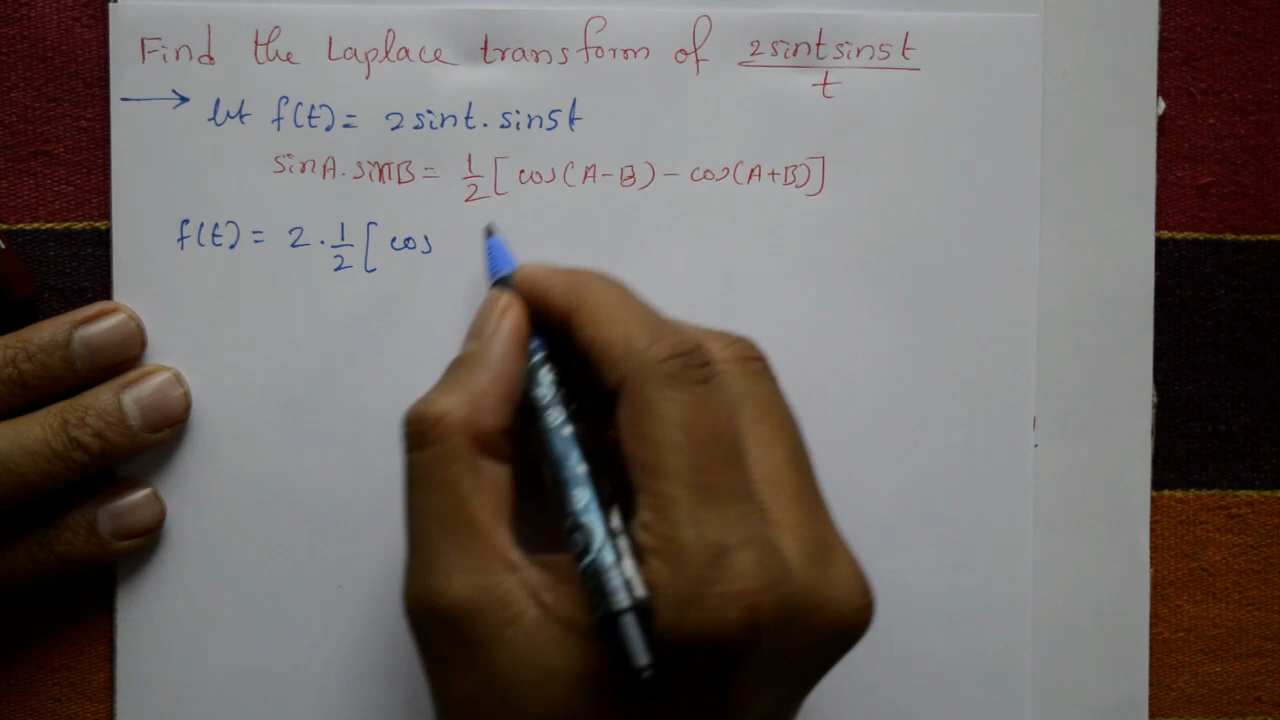 Find the Laplace transform of 2sint sin5t / t
→ let f(t) = 2sint. sin5t
sinA. sinB = 1/2 [ cos(A-B) - cos(A+B)]
f(t) = 2. 1/2 [ cos